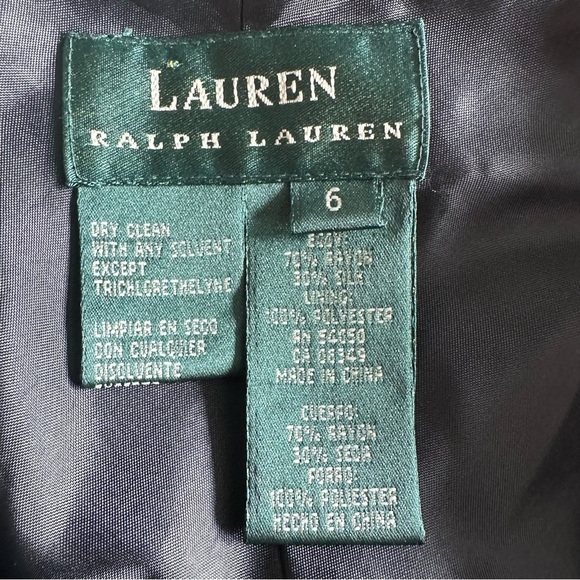 LAUREN
RALPH LAUREN
6
DRY CLEAN
WITH ANY SOLVENT
EXCEPT
TRICHLORETHELYNE
LIMPIAR EN SECO
CON CUALQUIER
DISOLVENTE
BODY:
70% RAYON
30% SILK
LINING:
100% POLYESTER
RN 54650
CA 06349
MADE IN CHINA
CUERPO:
70% RAYON
30% SEDA
FORRO
100% POLIESTER
HECHO EN CHINA